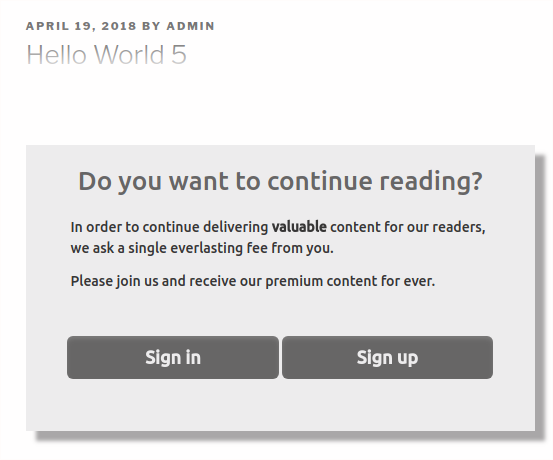 APRIL 19, 2018 BY ADMIN
Hello World 5
Do you want to continue reading?
In order to continue delivering valuable content for our readers,
we ask a single everlasting fee from you.
Please join us and receive our premium content for ever.
Sign in
Sign up